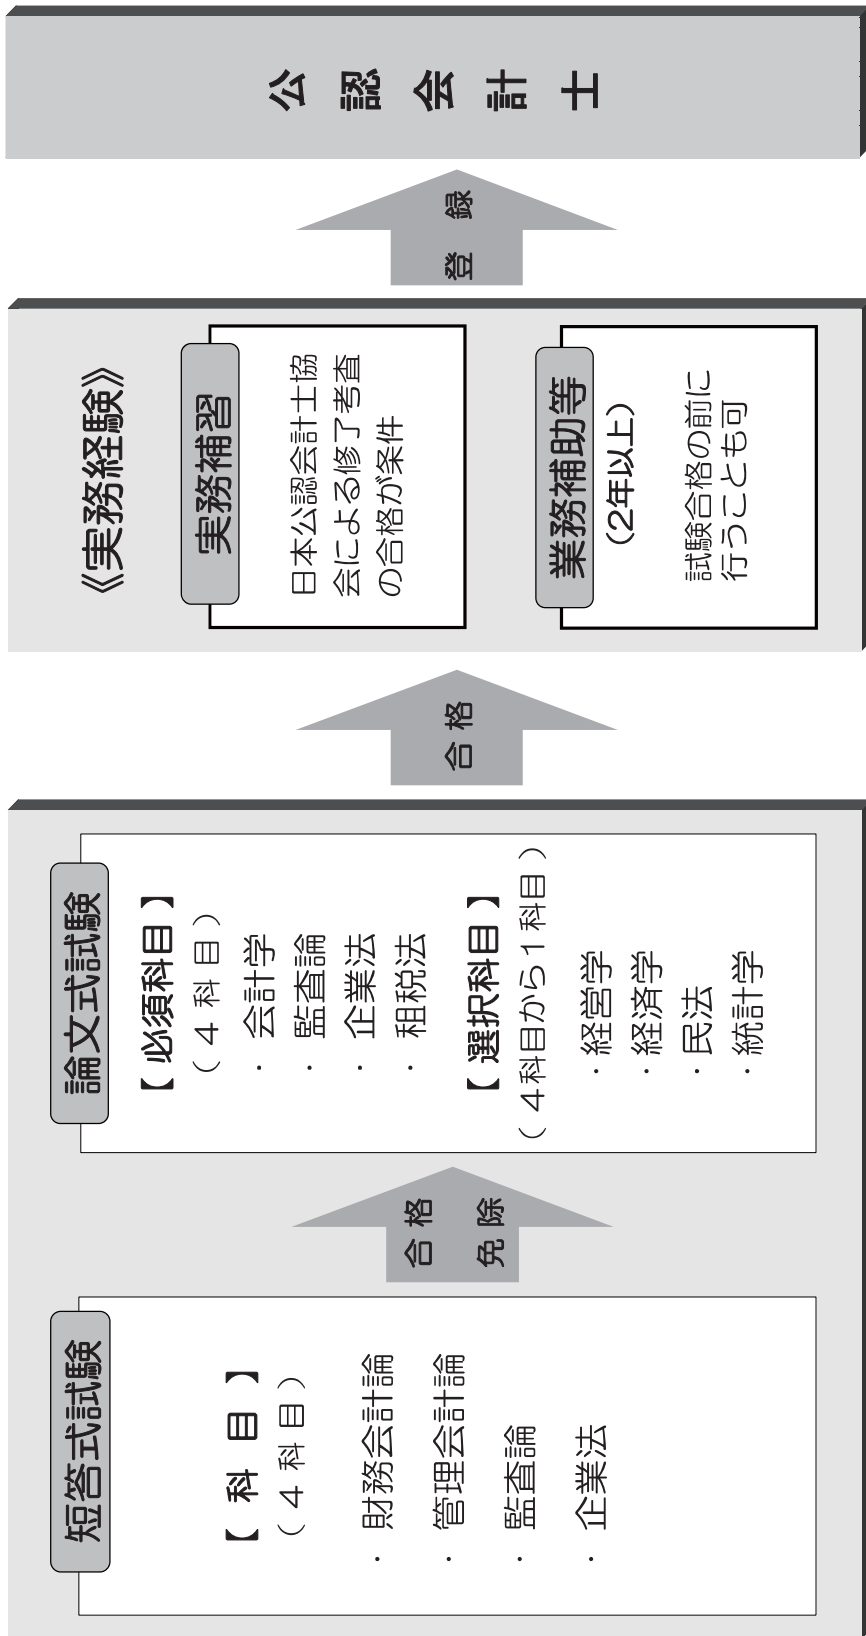 短答式試験
【 科 目 】
( 4 科 目 )
・ 財務会計論
・ 管理会計論
・ 監査論
・ 企業法
合 格
免 除
論文式試験
【 必須科目 】
( 4 科 目 )
・ 会計学
・ 監査論
・ 企業法
・ 租税法
【 選択科目 】
( 4科目から1科目 )
・経営学
・経済学
・民法
・統計学
合 格
《実務経験》
実務補習
日本公認会計士協
会による修了考査
の合格が条件
業務補助等
(2年以上)
試験合格の前に
行うことも可
登 録
公 認 会 計 士